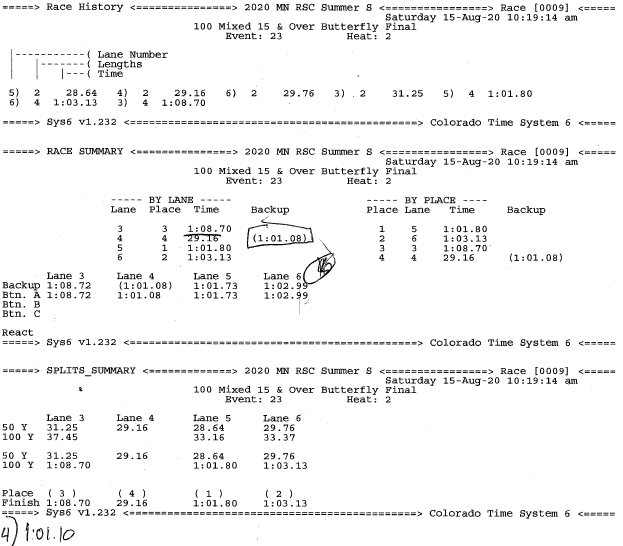 =====> Race History <===============> 2020 MN RSC Summer S <================> Race [0009] <=====
Saturday 15-Aug-20 10:19:14 am
100 Mixed 15 & Over Butterfly Final
Event: 23 Heat: 2
|-----------( Lane Number
| |-------( Lengths
| | |---( Time
5) 2 28.64 4) 2 29.16 6) 2 29.76 3) 2 31.25 5) 4 1:01.80
6) 4 1:03.13 3) 4 1:08.70
=====> Sys6 v1.232 <=============================================> Colorado Time System 6 <=====
=====> RACE SUMMARY <===============> 2020 MN RSC Summer S <================> Race [0009] <=====
Saturday 15-Aug-20 10:19:14 am
100 Mixed 15 & Over Butterfly Final
Event: 23 Heat: 2
----- BY LANE ----- ----- BY PLACE ----
Lane Place Time Backup Place Lane Time Backup
3 3 1:08.70 1 5 1:01.80
4 4 29.16 (1:01.08) 2 6 1:03.13
5 1 1:01.80 3 3 1:08.70
6 2 1:03.13 4 4 29.16 (1:01.08)
Lane 3 Lane 4 Lane 5 Lane 6
Backup 1:08.72 (1:01.08) 1:01.73 1:02.99
Btn. A 1:08.72 1:01.08 1:01.73 1:02.99
Btn. B
Btn. C
React
=====> Sys6 v1.232 <=============================================> Colorado Time System 6 <=====
=====> SPLITS_SUMMARY <=============> 2020 MN RSC Summer S <================> Race [0009] <=====
Saturday 15-Aug-20 10:19:14 am
100 Mixed 15 & Over Butterfly Final
Event: 23 Heat: 2
Lane 3 Lane 4 Lane 5 Lane 6
50 Y 31.25 29.16 28.64 29.76
100 Y 37.45 33.16 33.37
50 Y 31.25 29.16 28.64 29.76
100 Y 1:08.70 1:01.80 1:03.13
Place ( 3 ) ( 4 ) ( 1 ) ( 2 )
Finish 1:08.70 29.16 1:01.80 1:03.13
=====> Sys6 v1.232 <=============================================> Colorado Time System 6 <=====
4) 1:01.10